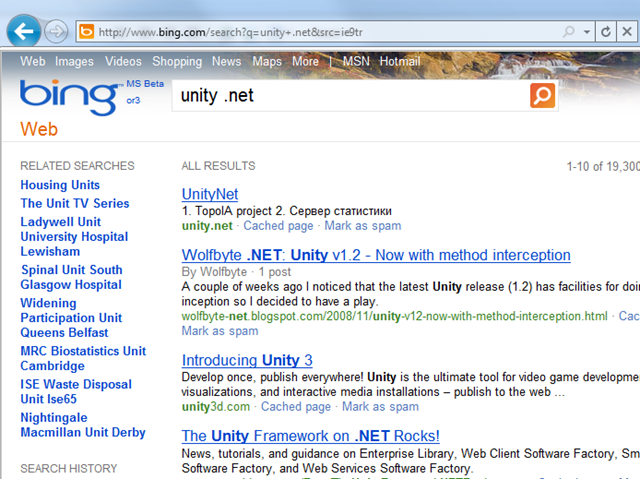 http://www.bing.com/search?q=unity+.net&src=ie9tr
Web Images Videos Shopping News Maps More | MSN Hotmail
bing MS Beta
or3
unity .net
Web
RELATED SEARCHES
Housing Units
The Unit TV Series
Ladywell Unit
University Hospital
Lewisham
Spinal Unit South
Glasgow Hospital
Widening
Participation Unit
Queens Belfast
MRC Biostatistics Unit
Cambridge
ISE Waste Disposal
Unit Ise65
Nightingale
Macmillan Unit Derby
SEARCH HISTORY
ALL RESULTS 1-10 of 19,300
UnityNet
1. TopolA project 2. Сервер статистики
unity.net · Cached page · Mark as spam
Wolfbyte .NET: Unity v1.2 - Now with method interception
By Wolfbyte · 1 post
A couple of weeks ago I noticed that the latest Unity release (1.2) has facilities for doi
inception so I decided to have a play.
wolfbyte-net.blogspot.com/2008/11/unity-v12-now-with-method-interception.html · Cac
Mark as spam
Introducing Unity 3
Develop once, publish everywhere! Unity is the ultimate tool for video game developme
visualizations, and interactive media installations – publish to the web ...
unity3d.com · Cached page · Mark as spam
The Unity Framework on .NET Rocks!
News, tutorials, and guidance on Enterprise Library, Web Client Software Factory, Sm
Software Factory, and Web Services Software Factory.